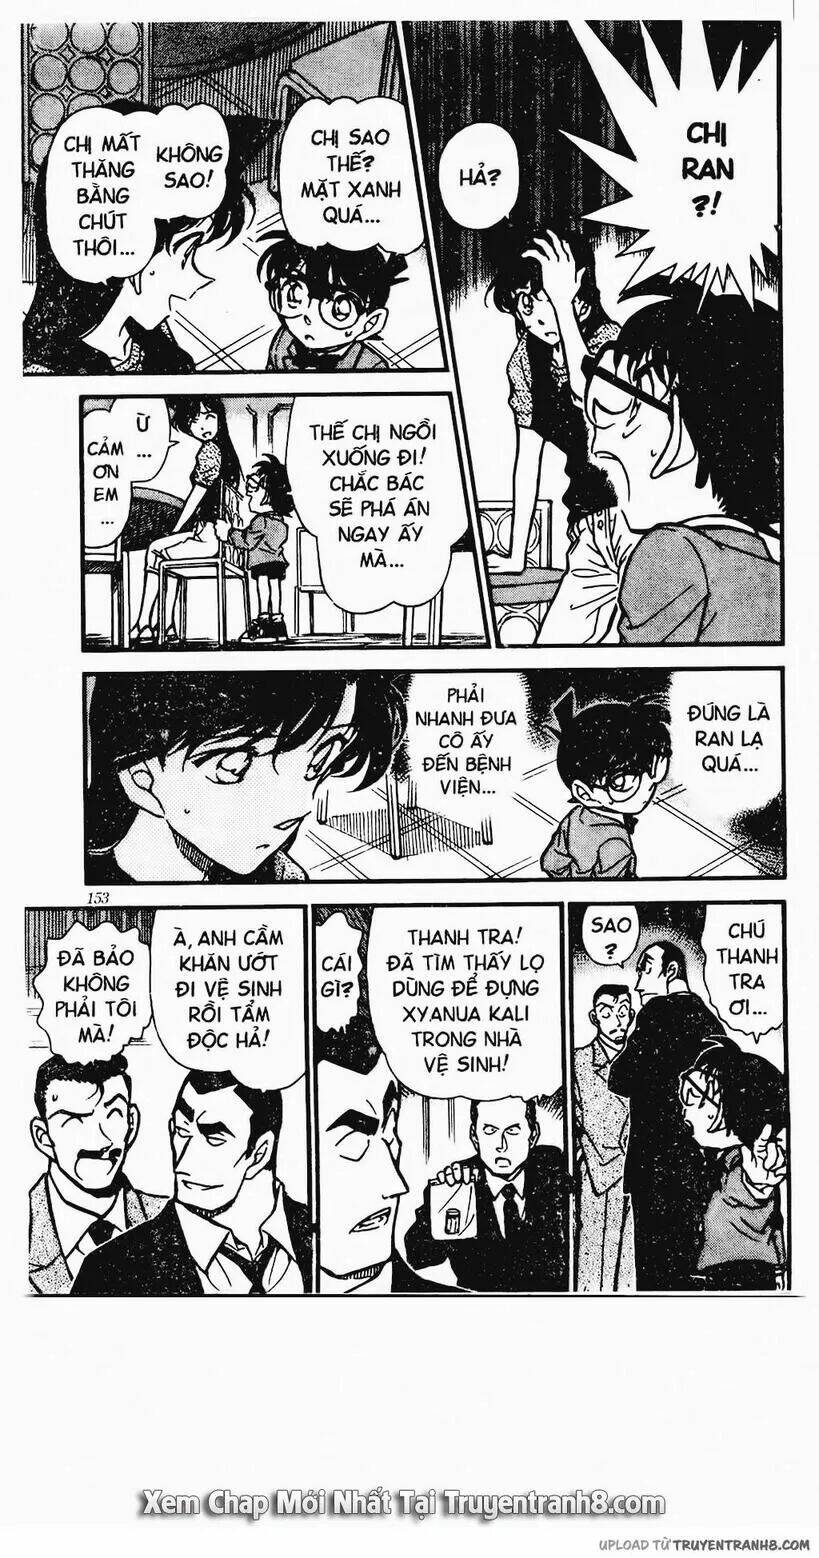 CHỊ
RAN
?!
HẢ?
CHỊ SAO
THẾ?
MẶT XANH
QUÁ...
KHÔNG
SAO!
CHỊ MẤT
THĂNG
BẰNG
CHÚT
THÔI...
THẾ CHỊ NGỒI
XUỐNG ĐI!
CHẮC BÁC
SẼ PHÁ ÁN
NGAY ẤY
MÀ...
Ừ
...
CẢM
ƠN
EM
...
ĐÚNG LÀ
RAN LẠ
QUÁ...
PHẢI
NHANH ĐƯA
CÔ ẤY
ĐẾN BỆNH
VIỆN...
153
CHÚ
THANH
TRA
ƠI...
SAO
?
THANH TRA!
ĐÃ TÌM THẤY LỌ
DÙNG ĐỂ ĐỰNG
XYANUA KALI
TRONG NHÀ
VỆ SINH!
CÁI
GÌ?
À, ANH CẦM
KHĂN ƯỚT
ĐI VỆ SINH
RỒI TẨM
ĐỘC HẢ!
ĐÃ BẢO
KHÔNG
PHẢI TÔI
MÀ!
Xem Chap Mới Nhất Tại Truyentranh8.com
UPLOAD TỪ TRUYENTRANH8.COM